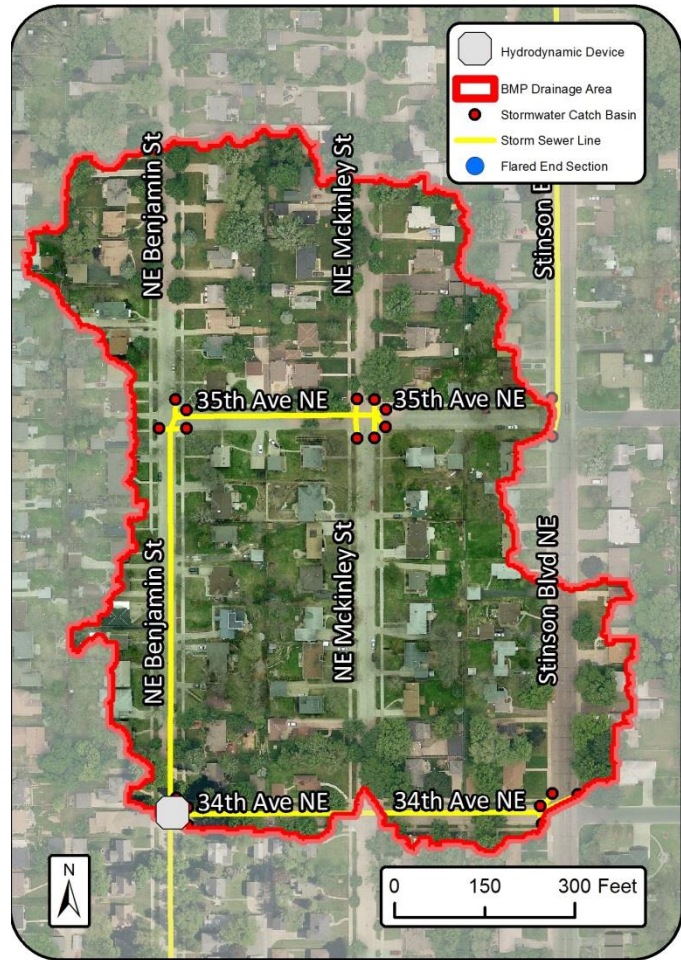 Hydrodynamic Device
BMP Drainage Area
Stormwater Catch Basin
Storm Sewer Line
Flared End Section
NE Benjamin St
NE Mckinley St
Stinson B
35th Ave NE
35th Ave NE
NE Benjamin St
NE Mckinley St
Stinson Blvd NE
34th Ave NE
34th Ave NE
N
0 150 300 Feet